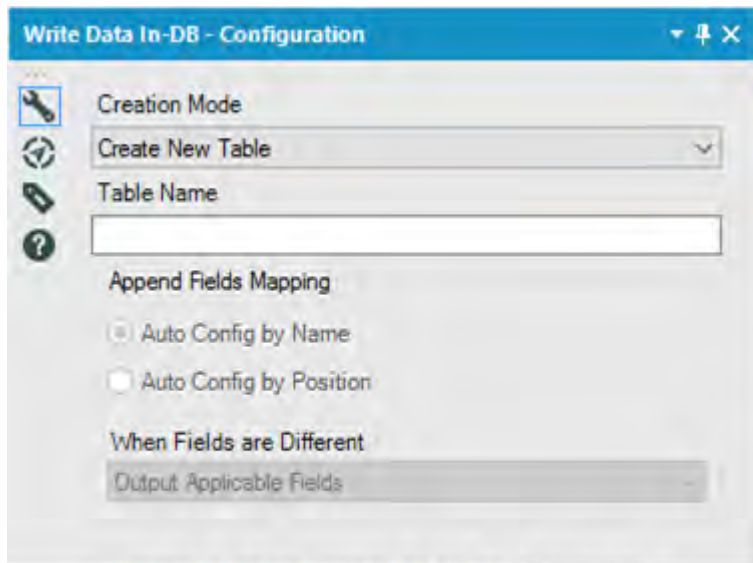 Write Data In-DB - Configuration
Creation Mode
Create New Table
Table Name
Append Fields Mapping
Auto Config by Name
Auto Config by Position
When Fields are Different
Output Applicable Fields